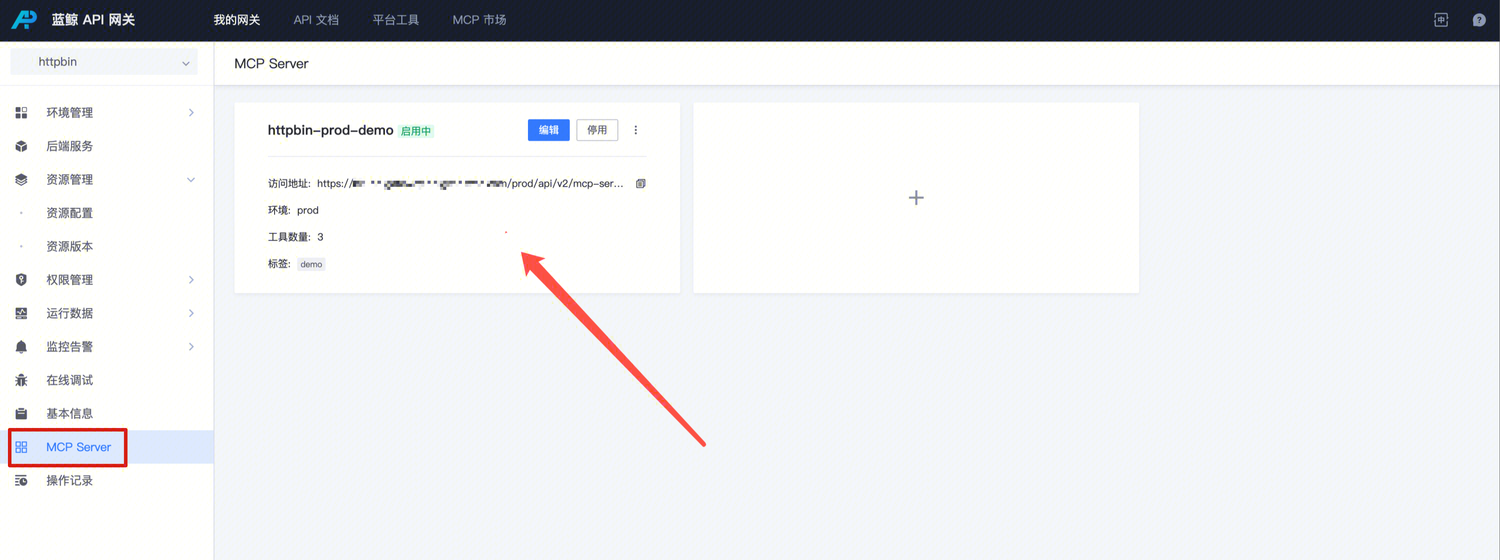 蓝鲸 API 网关
我的网关
API 文档
平台工具
MCP 市场
httpbin
环境管理
后端服务
资源管理
资源配置
资源版本
权限管理
运行数据
监控告警
在线调试
基本信息
MCP Server
操作记录
MCP Server
httpbin-prod-demo 启用中
编辑
停用
访问地址: https://
/prod/api/v2/mcp-ser...
环境: prod
工具数量: 3
标签: demo